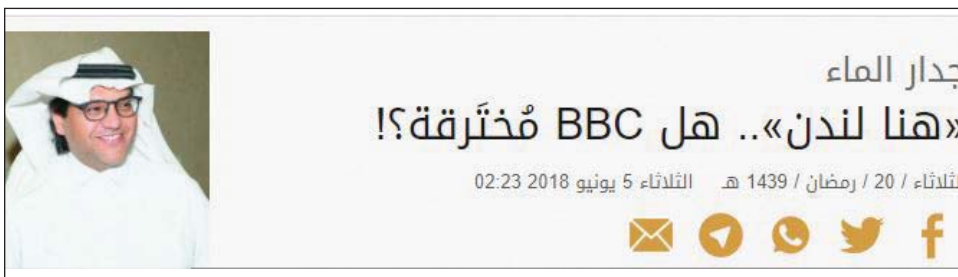 جدار الماء
«هنا لندن».. هل BBC مُختَرقة؟!
الثلاثاء / 20 / رمضان / 1439 هـ الثلاثاء 5 يونيو 2018 02:23